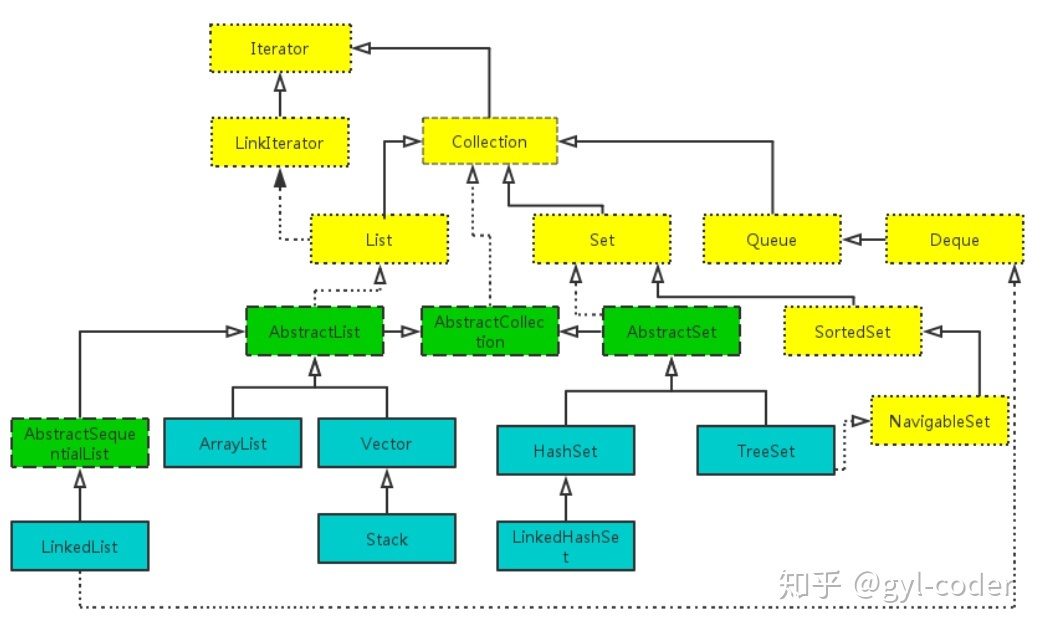 Iterator
LinkIterator
Collection
List
Set
Queue
Deque
AbstractList
AbstractCollec
tion
AbstractSet
SortedSet
AbstractSeque
ntialList
ArrayList
Vector
HashSet
TreeSet
NavigableSet
LinkedList
Stack
LinkedHashSe
t
知乎 @gyl-coder